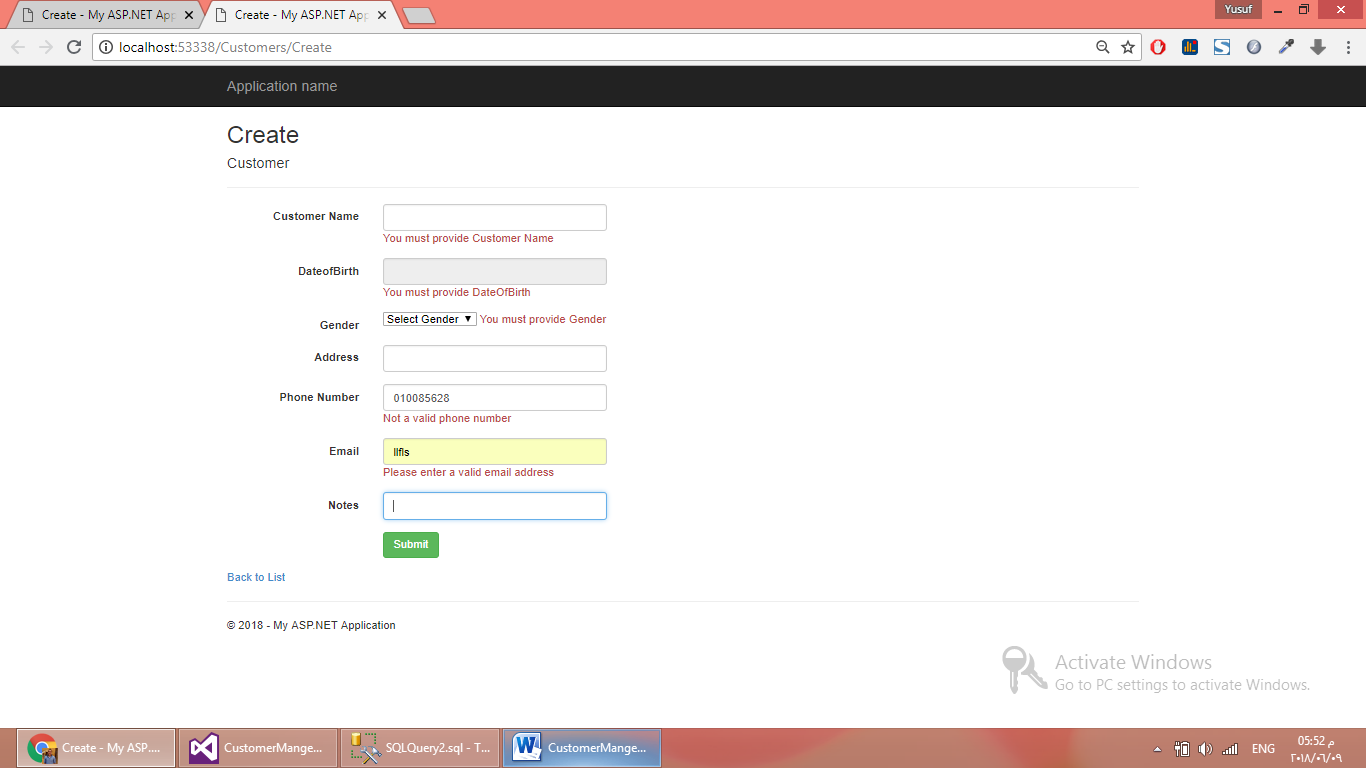 Create - My ASP.NET App
Create - My ASP.NET App
Yusuf
localhost:53338/Customers/Create
Application name
Create
Customer
Customer Name
You must provide Customer Name
DateofBirth
You must provide DateOfBirth
Gender
Select Gender
You must provide Gender
Address
Phone Number
010085628
Not a valid phone number
Email
llfls
Please enter a valid email address
Notes
Submit
Back to List
© 2018 - My ASP.NET Application
Activate Windows
Go to PC settings to activate Windows.
Create - My ASP....
CustomerMange...
SQLQuery2.sql - T...
CustomerMange...
ENG
05:52 م
٢٠١٨/٠٦/٠٩